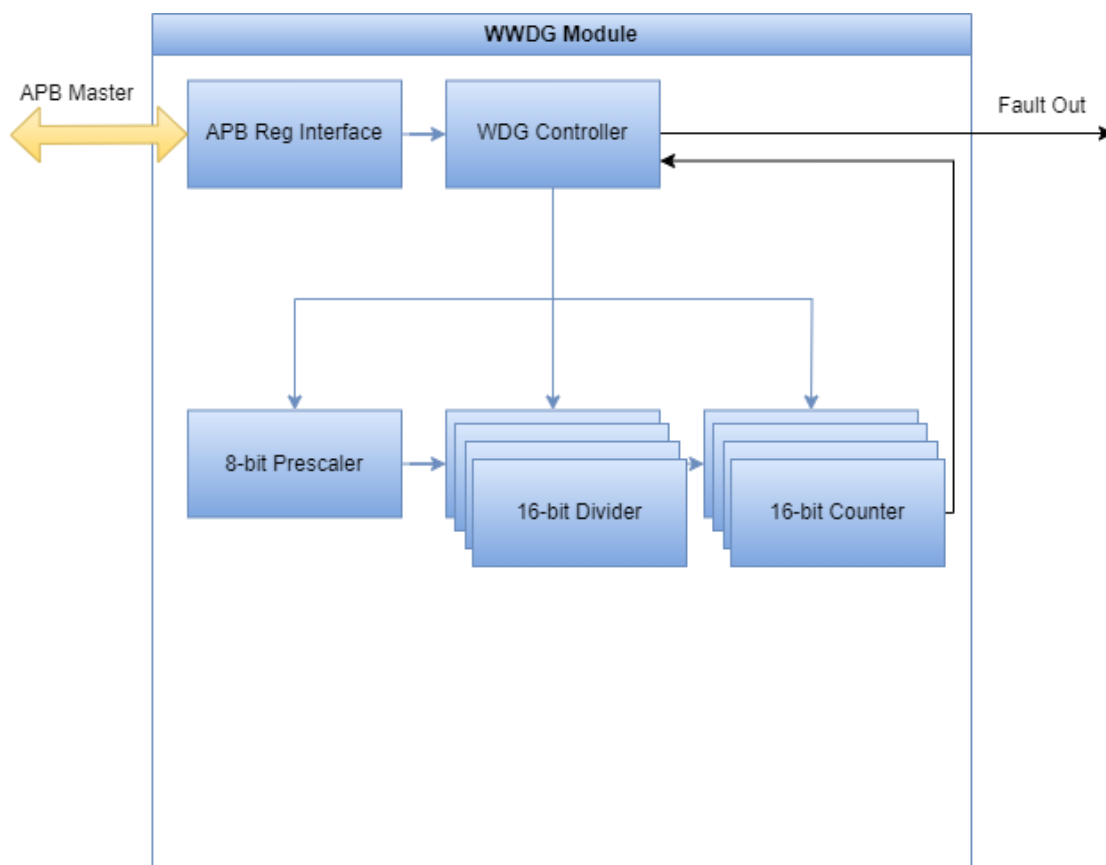 WWDG Module
APB Master
APB Reg Interface
WDG Controller
Fault Out
8-bit Prescaler
16-bit Divider
16-bit Counter